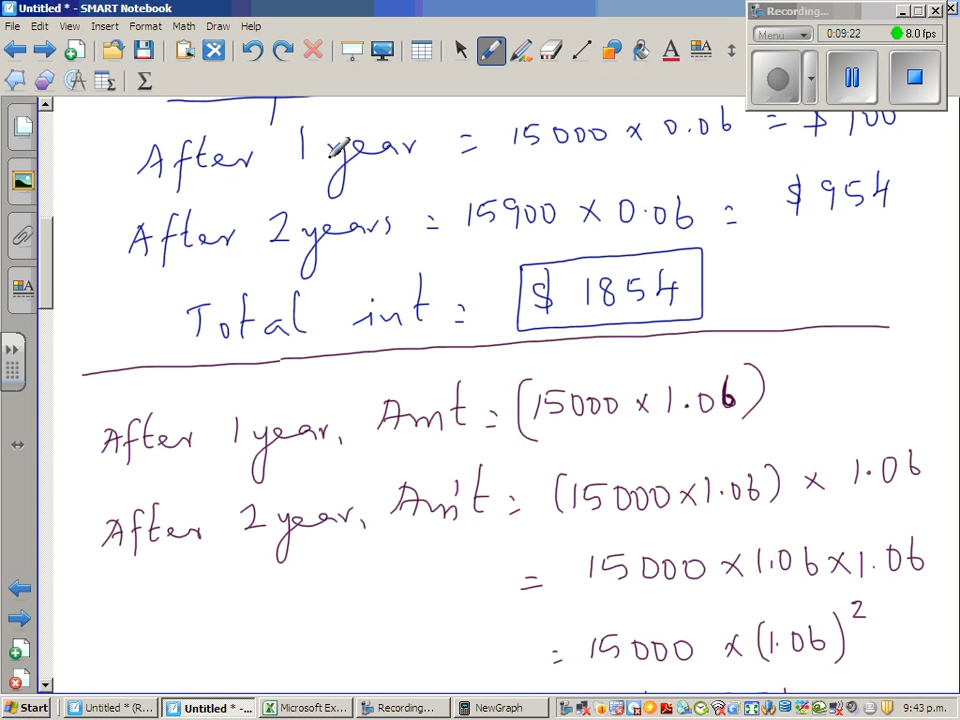 Untitled * - SMART Notebook
File Edit View Insert Format Math Draw Help
Recording...
Menu 0:09:22 8.0 fps
After 1 year = 15000 x 0.06 = $
After 2 years = 15900 x 0.06 = $ 954
Total int = $ 1854
After 1 year, Amt = (15000 x 1.06)
After 2 year, Am't = (15000 x 1.06) x 1.06
= 15000 x 1.06 x 1.06
= 15000 x (1.06)²
Start Untitled * (R... Untitled * -... Microsoft Ex... Recording... NewGraph 9:43 p.m.